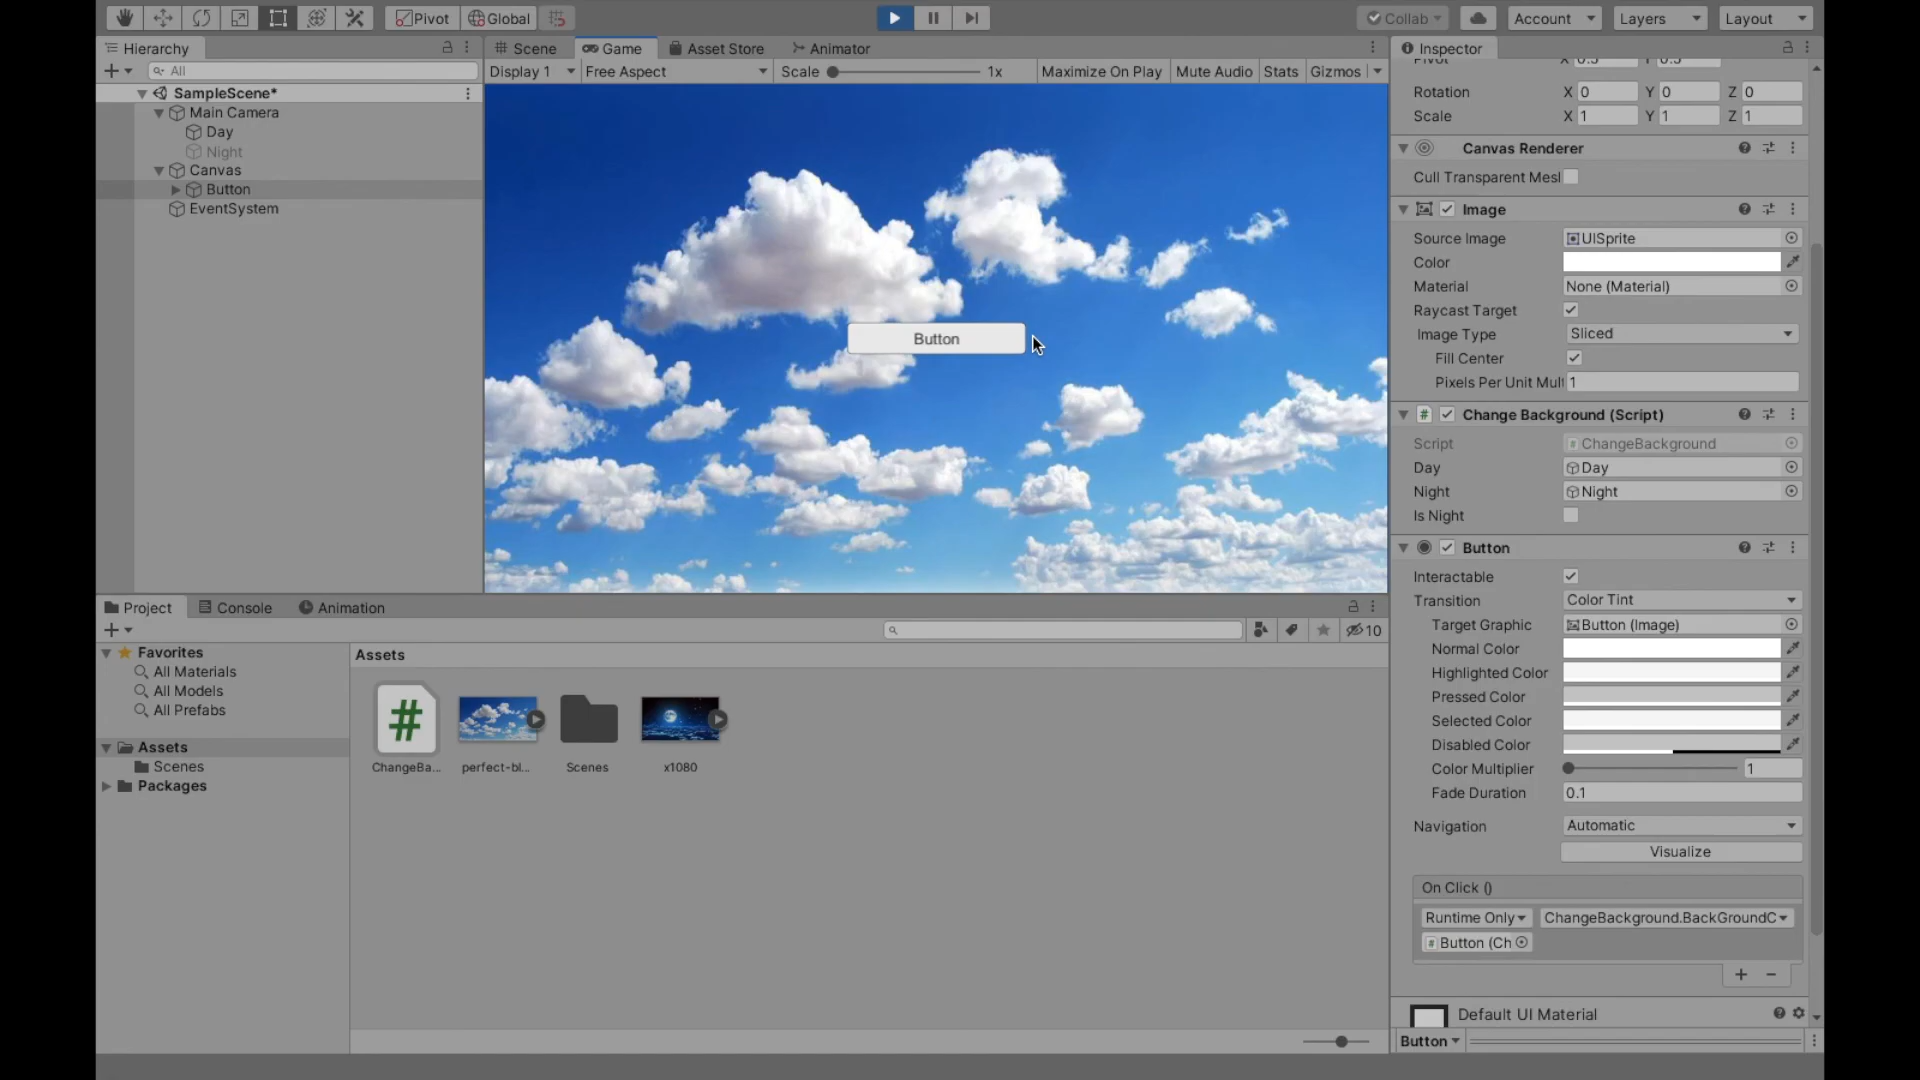 Pivot
Global
Collab
Account
Layers
Layout
Hierarchy
All
SampleScene*
Main Camera
Day
Night
Canvas
Button
EventSystem
Scene
Game
Asset Store
Animator
Display 1
Free Aspect
Scale
1x
Maximize On Play
Mute Audio
Stats
Gizmos
Button
Project
Console
Animation
10
Favorites
All Materials
All Models
All Prefabs
Assets
Scenes
Packages
Assets
ChangeBa...
perfect-bl...
Scenes
x1080
Inspector
Pivot X 0.5 Y 0.5
Rotation X 0 Y 0 Z 0
Scale X 1 Y 1 Z 1
Canvas Renderer
Cull Transparent Mesl
Image
Source Image UISprite
Color
Material None (Material)
Raycast Target
Image Type Sliced
Fill Center
Pixels Per Unit Mul 1
# Change Background (Script)
Script # ChangeBackground
Day Day
Night Night
Is Night
Button
Interactable
Transition Color Tint
Target Graphic Button (Image)
Normal Color
Highlighted Color
Pressed Color
Selected Color
Disabled Color
Color Multiplier 1
Fade Duration 0.1
Navigation Automatic
Visualize
On Click ()
Runtime Only ChangeBackground.BackGroundC
# Button (Ch
+ −
Default UI Material
Button